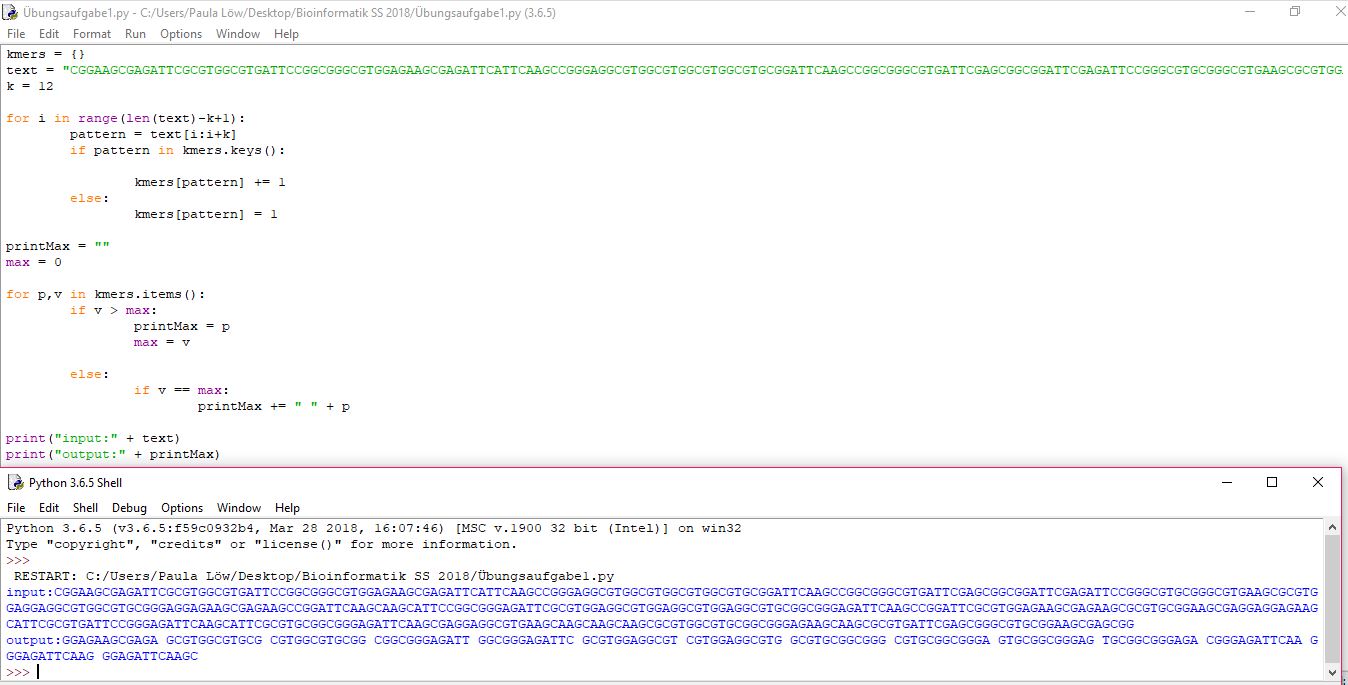 Übungsaufgabe1.py - C:/Users/Paula Löw/Desktop/Bioinformatik SS 2018/Übungsaufgabe1.py (3.6.5)
File Edit Format Run Options Window Help
kmers = {}
text = "CGGAAGCGAGATTCGCGTGGCGTGATTCCGGCGGGCGTGGAGAAGCGAGATTCATTCAAGCCGGGAGGCGTGGCGTGGCGTGGCGTGCGGATTCAAGCCGGCGGGCGTGATTCGAGCGGCGGATTCGAGATTCCGGGCGTGCGGGCGTGAAGCGCGTGG
k = 12
for i in range(len(text)-k+1):
pattern = text[i:i+k]
if pattern in kmers.keys():
kmers[pattern] += 1
else:
kmers[pattern] = 1
printMax = ""
max = 0
for p,v in kmers.items():
if v > max:
printMax = p
max = v
else:
if v == max:
printMax += " " + p
print("input:" + text)
print("output:" + printMax)
Python 3.6.5 Shell
File Edit Shell Debug Options Window Help
Python 3.6.5 (v3.6.5:f59c0932b4, Mar 28 2018, 16:07:46) [MSC v.1900 32 bit (Intel)] on win32
Type "copyright", "credits" or "license()" for more information.
>>>
RESTART: C:/Users/Paula Löw/Desktop/Bioinformatik SS 2018/Übungsaufgabe1.py
input:CGGAAGCGAGATTCGCGTGGCGTGATTCCGGCGGGCGTGGAGAAGCGAGATTCATTCAAGCCGGGAGGCGTGGCGTGGCGTGGCGTGCGGATTCAAGCCGGCGGGCGTGATTCGAGCGGCGGATTCGAGATTCCGGGCGTGCGGGCGTGAAGCGCGTG
GAGGAGGCGTGGCGTGCGGGAGGAGAAGCGAGAAGCCGGATTCAAGCAAGCATTCCGGCGGGAGATTCGCGTGGAGGCGTGGAGGCGTGGAGGCGTGCGGCGGGAGATTCAAGCCGGATTCGCGTGGAGAAGCGAGAAGCGCGTGCGGAAGCGAGGAGGAGAAG
CATTCGCGTGATTCCGGGAGATTCAAGCATTCGCGTGCGGCGGGAGATTCAAGCGAGGAGGCGTGAAGCAAGCAAGCAAGCGCGTGGCGTGCGGCGGGAGAAGCAAGCGCGTGATTCGAGCGGGCGTGCGGAAGCGAGCGG
output:GGAGAAGCGAGA GCGTGGCGTGCG CGTGGCGTGCGG CGGCGGGAGATT GGCGGGAGATTC GCGTGGAGGCGT CGTGGAGGCGTG GCGTGCGGCGGG CGTGCGGCGGGA GTGCGGCGGGAG TGCGGCGGGAGA CGGGAGATTCAA G
GGAGATTCAAG GGAGATTCAAGC
>>>